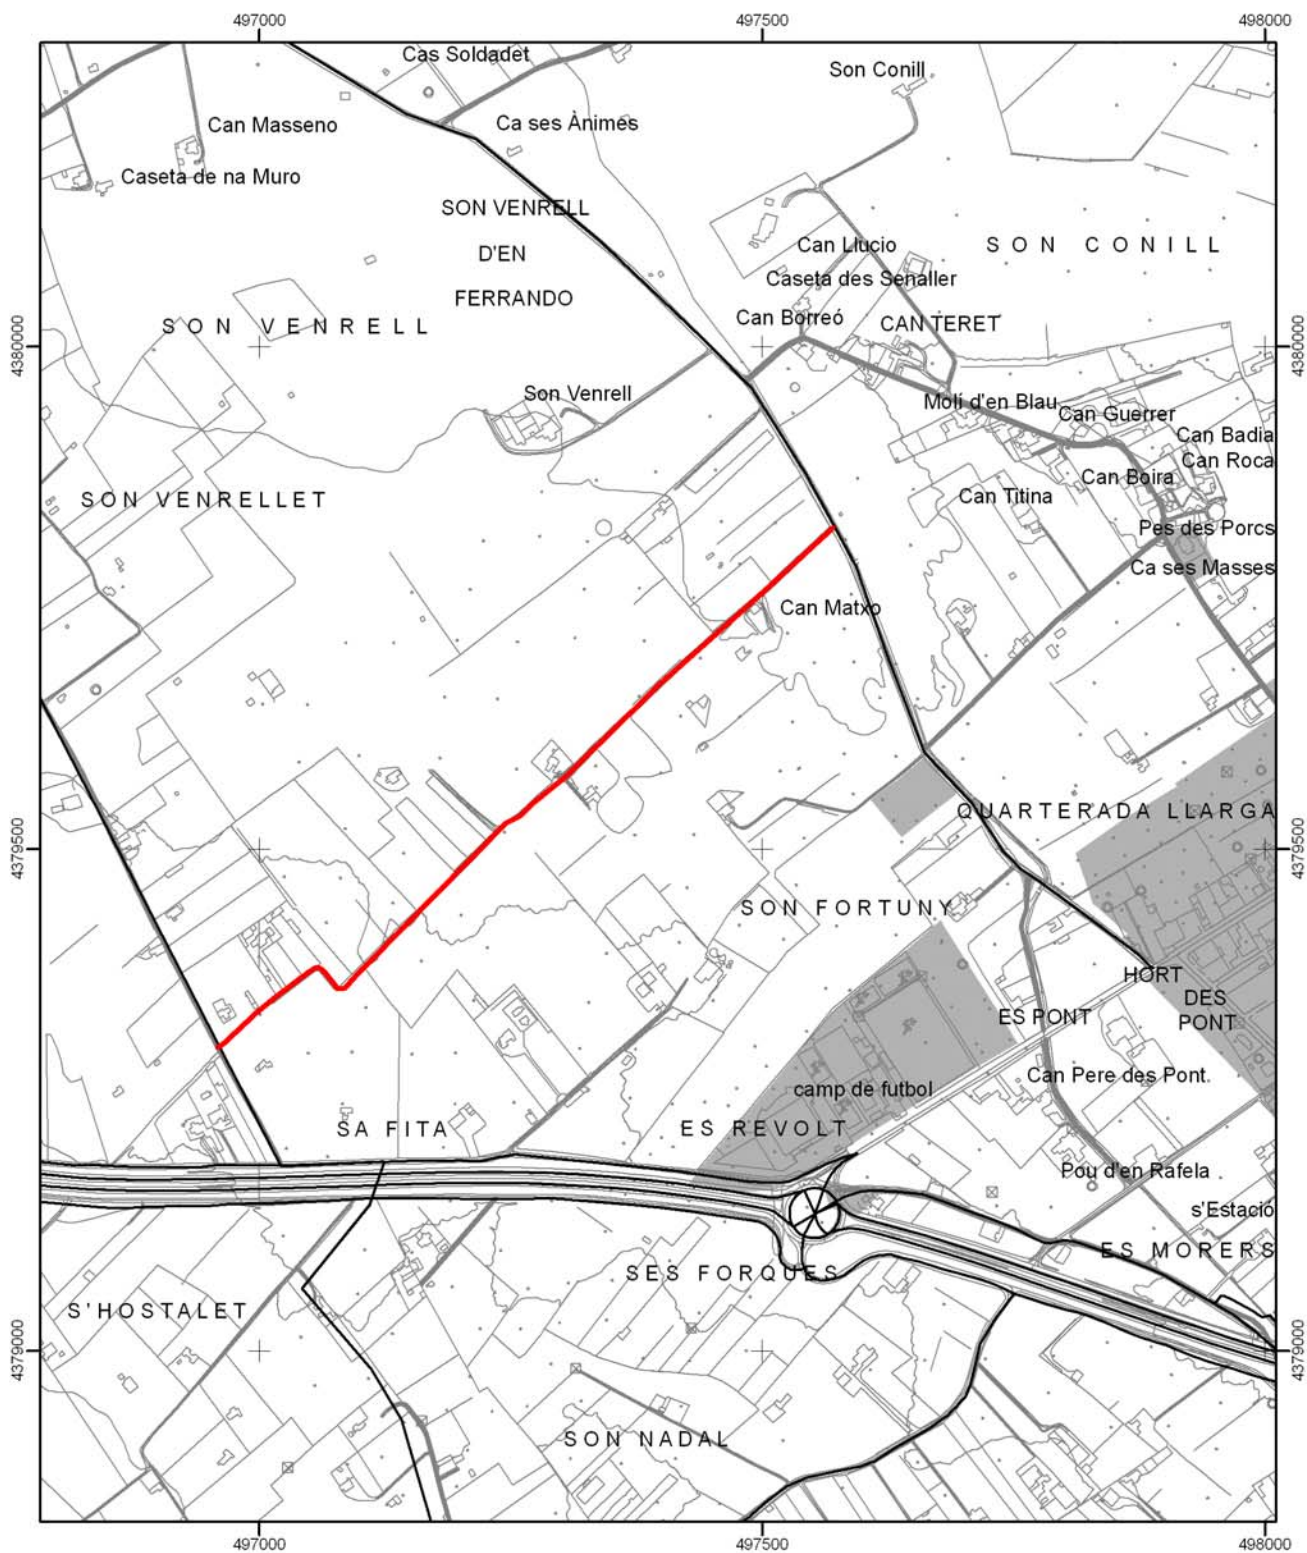 497000
497500
498000
Cas Soldadet
Son Conill
Can Masseno
Ca ses Ànimes
Caseta de na Muro
SON VENRELL
D'EN
FERRANDO
Can Llucio
SON CONILL
Caseta des Senaller
Can Borreó
CAN TERET
SON VENRELL
4380000
4380000
Son Venrell
Molí d'en Blau
Can Guerrer
Can Badia
Can Roca
Can Boira
SON VENRELLET
Can Titina
Pes des Porcs
Ca ses Masses
Can Matxo
QUARTERADA LLARGA
4379500
4379500
SON FORTUNY
HORT
DES
PONT
ES PONT
Can Pere des Pont
camp de futbol
SA FITA
ES REVOLT
Pou d'en Rafela
s'Estació
ES MORERS
SES FORQUES
S'HOSTALET
4379000
4379000
SON NADAL
497000
497500
498000